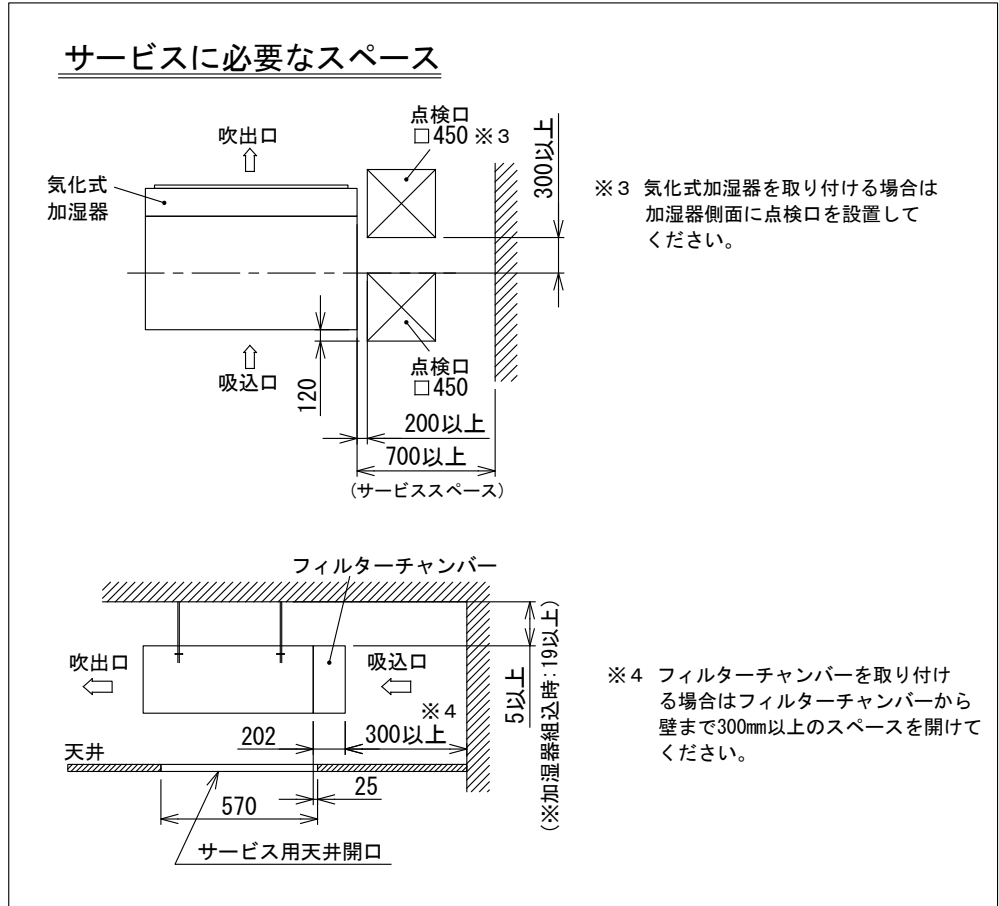 サービスに必要なスペース
点検口
□450 ※3
吹出口
300以上
気化式
加湿器
※3 気化式加湿器を取り付ける場合は
加湿器側面に点検口を設置して
ください。
点検口
□450
吸込口
120
200以上
700以上
(サービススペース)
フィルターチャンバー
吹出口
吸込口
5以上
(※加湿器組込時:19以上)
※4
※4 フィルターチャンバーを取り付け
る場合はフィルターチャンバーから
壁まで300mm以上のスペースを開けて
ください。
202
300以上
天井
25
570
サービス用天井開口